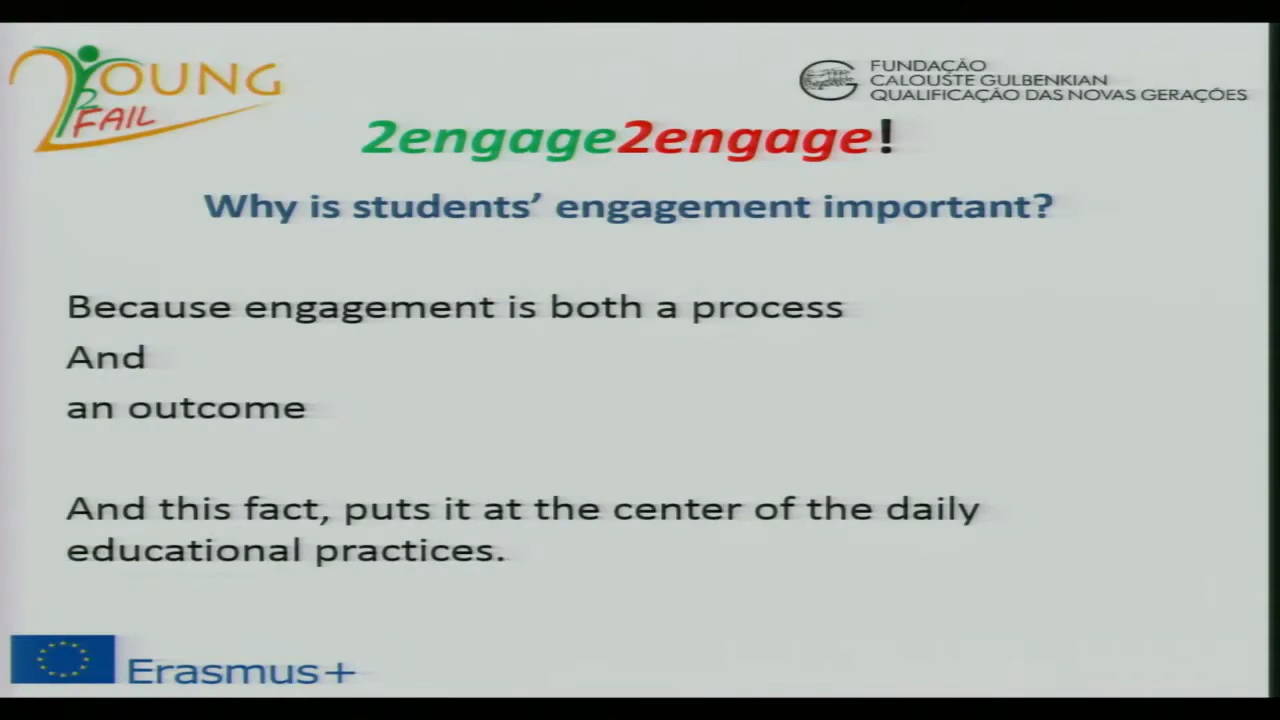 YOUNG
2
FAIL
FUNDAÇÃO
CALOUSTE GULBENKIAN
QUALIFICAÇÃO DAS NOVAS GERAÇÕES
2engage2engage!
Why is students’ engagement important?
Because engagement is both a process
And
an outcome
And this fact, puts it at the center of the daily
educational practices.
Erasmus+